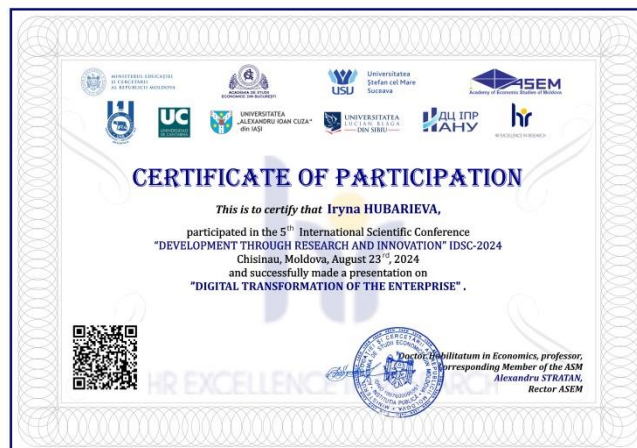 MINISTERUL EDUCAȚIEI
ȘI CERCETĂRII
AL REPUBLICII MOLDOVA
ACADEMIA DE STUDII
ECONOMICE DIN BUCUREȘTI
USU
Universitatea
Ștefan cel Mare
Suceava
ASEM
Academy of Economic Studies of Moldova
UC
UNIVERSIDAD
DE CANTABRIA
UNIVERSITATEA
„ALEXANDRU IOAN CUZA”
din IAȘI
UNIVERSITATEA
LUCIAN BLAGA
DIN SIBIU
НДЦ ІПР
НАНУ
hr
HR EXCELLENCE IN RESEARCH
CERTIFICATE OF PARTICIPATION
This is to certify that Iryna HUBARIEVA,
participated in the 5th International Scientific Conference
"DEVELOPMENT THROUGH RESEARCH AND INNOVATION" IDSC-2024
Chisinau, Moldova, August 23rd, 2024
and successfully made a presentation on
"DIGITAL TRANSFORMATION OF THE ENTERPRISE" .
Doctor Habilitatum in Economics, professor,
Corresponding Member of the ASM
Alexandru STRATAN,
Rector ASEM
HR EXCELLENCE IN RESEARCH